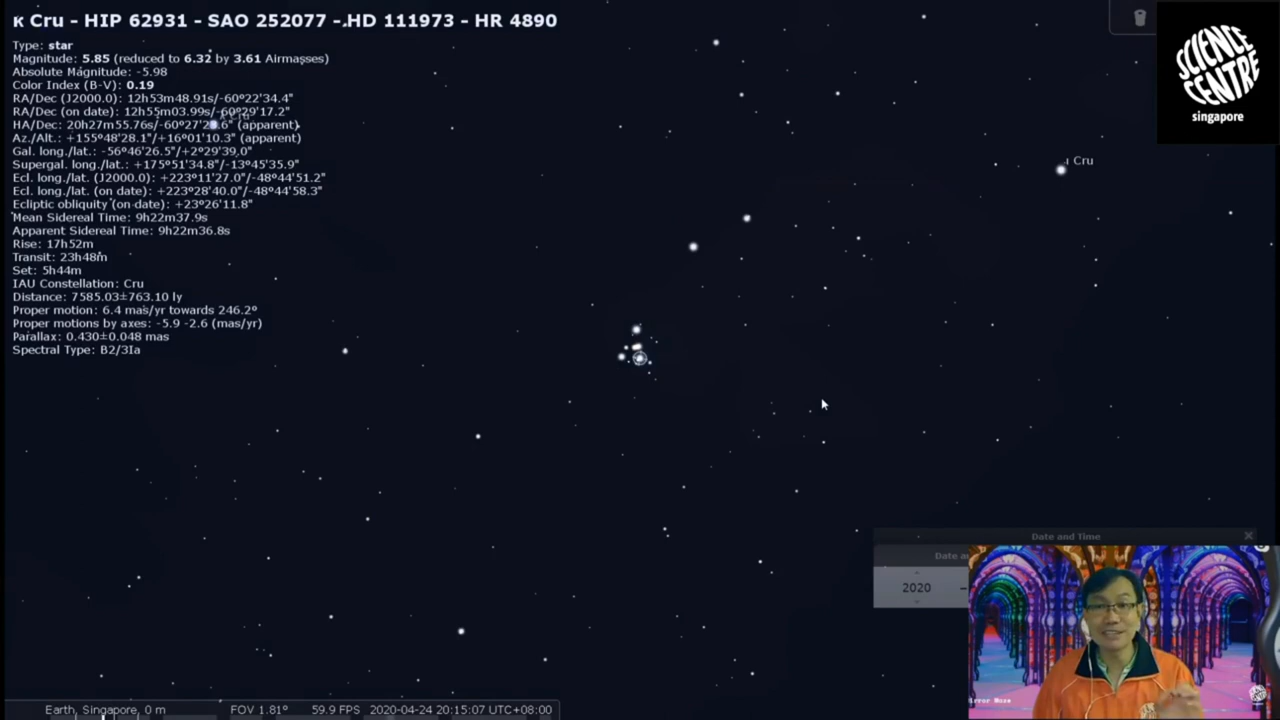 κ Cru - HIP 62931 - SAO 252077 - HD 111973 - HR 4890
Type: star
Magnitude: 5.85 (reduced to 6.32 by 3.61 Airmasses)
Absolute Magnitude: -5.98
Color Index (B-V): 0.19
RA/Dec (J2000.0): 12h53m48.91s/-60°22'34.4"
RA/Dec (on date): 12h55m03.99s/-60°29'17.2"
HA/Dec: 20h27m55.76s/-60°27' (apparent)
Az./Alt.: +155°48'28.1"/+16°01'10.3" (apparent)
Gal. long./lat.: -56°46'26.5"/+2°29'39.0"
Supergal. long./lat.: +175°51'34.8"/-13°45'35.9"
Ecl. long./lat. (J2000.0): +223°11'27.0"/-48°44'51.2"
Ecl. long./lat. (on date): +223°28'40.0"/-48°44'58.3"
Ecliptic obliquity (on date): +23°26'11.8"
Mean Sidereal Time: 9h22m37.9s
Apparent Sidereal Time: 9h22m36.8s
Rise: 17h52m
Transit: 23h48m
Set: 5h44m
IAU Constellation: Cru
Distance: 7585.03±763.10 ly
Proper motion: 6.4 mas/yr towards 246.2°
Proper motions by axes: -5.9 -2.6 (mas/yr)
Parallax: 0.430±0.048 mas
Spectral Type: B2/3Ia
SCIENCE
CENTRE
singapore
ι Cru
Date and Time
Date a
2020 –
Mirror Maze
Earth, Singapore, 0 m FOV 1.81° 59.9 FPS 2020-04-24 20:15:07 UTC+08:00